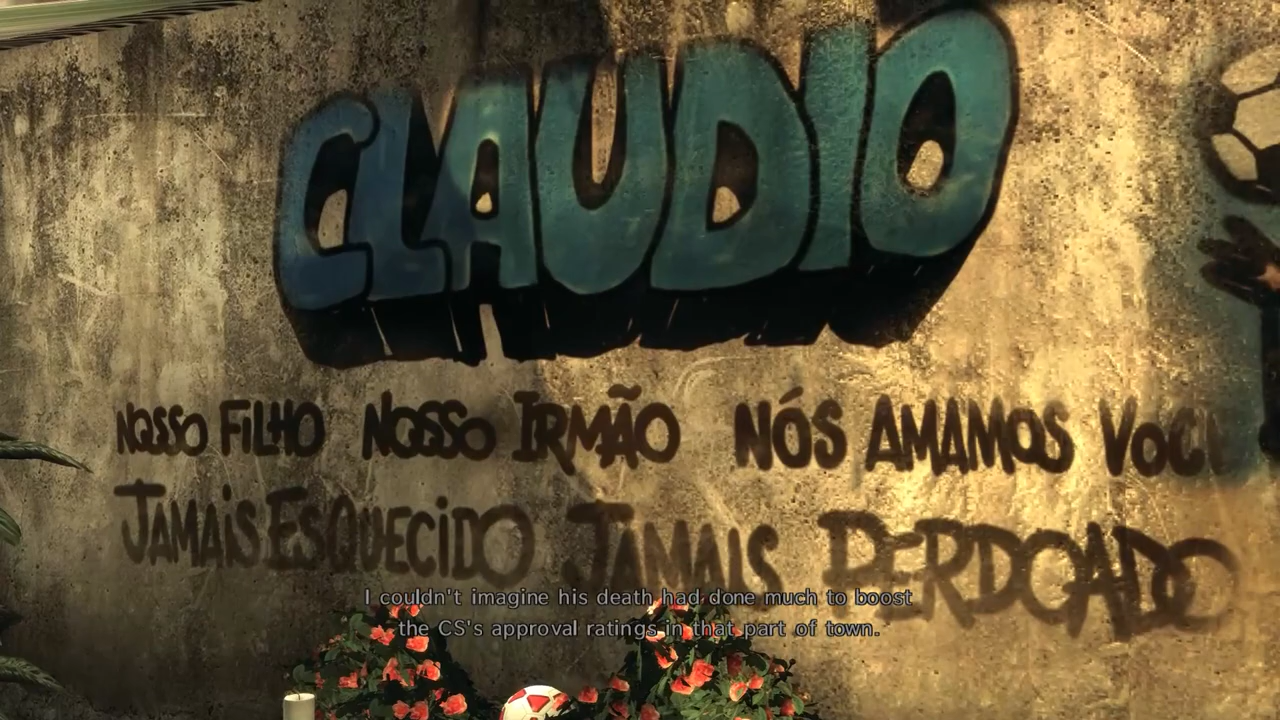 CLAUDIO
NOSSO FiLHO NOSSO IRMÃO NÓS AMAMOS
JAMAiS ESQUECiDO JAMAIS PERDOADO
I couldn't imagine his death had done much to boost
the CS's approval ratings in that part of town.